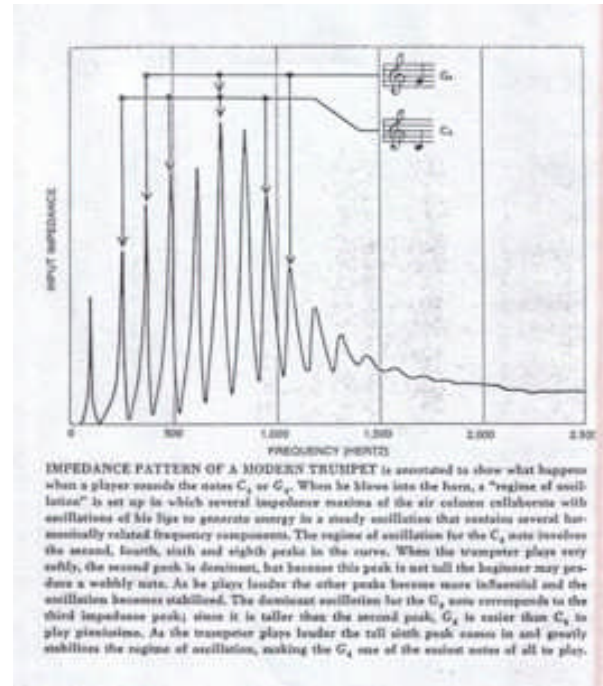 G₄
C₄
INPUT IMPEDANCE
0 500 1,000 1,500 2,000 2,500
FREQUENCY (HERTZ)
IMPEDANCE PATTERN OF A MODERN TRUMPET is annotated to show what happens
when a player sounds the notes C₄ or G₄. When he blows into the horn, a "regime of oscil-
lation" is set up in which several impedance maxima of the air column collaborate with
oscillations of his lips to generate energy in a steady oscillation that contains several har-
monically related frequency components. The regime of oscillation for the C₄ note involves
the second, fourth, sixth and eighth peaks in the curve. When the trumpeter plays very
softly, the second peak is dominant, but because this peak is not tall the beginner may pro-
duce a wobbly note. As he plays louder the other peaks become more influential and the
oscillation becomes stabilized. The dominant oscillation for the G₄ note corresponds to the
third impedance peak; since it is taller than the second peak, G₄ is easier than C₄ to
play pianissimo. As the trumpeter plays louder the tall sixth peak comes in and greatly
stabilizes the regime of oscillation, making the G₄ one of the easiest notes of all to play.